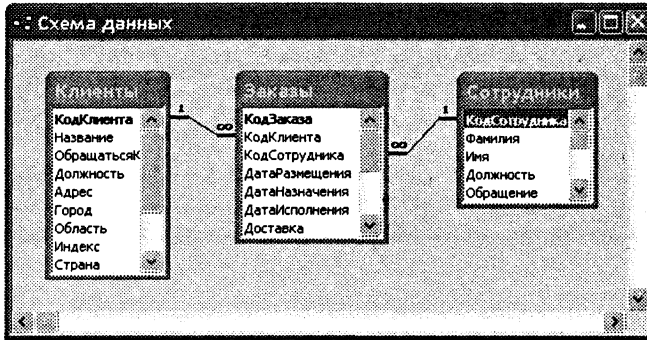 Схема данных
Клиенты
КодКлиента
Название
ОбращатьсяК
Должность
Адрес
Город
Область
Индекс
Страна
1
∞
Заказы
КодЗаказа
КодКлиента
КодСотрудника
ДатаРазмещения
ДатаНазначения
ДатаИсполнения
Доставка
∞
1
Сотрудники
КодСотрудника
Фамилия
Имя
Должность
Обращение